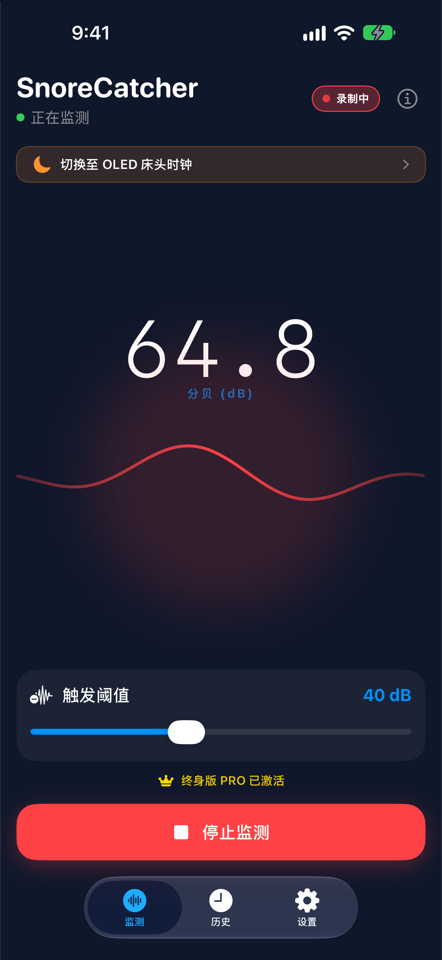 9:41
SnoreCatcher
录制中
正在监测
切换至 OLED 床头时钟
64.8
分贝 (dB)
触发阈值
40 dB
终身版 PRO 已激活
停止监测
监测
历史
设置